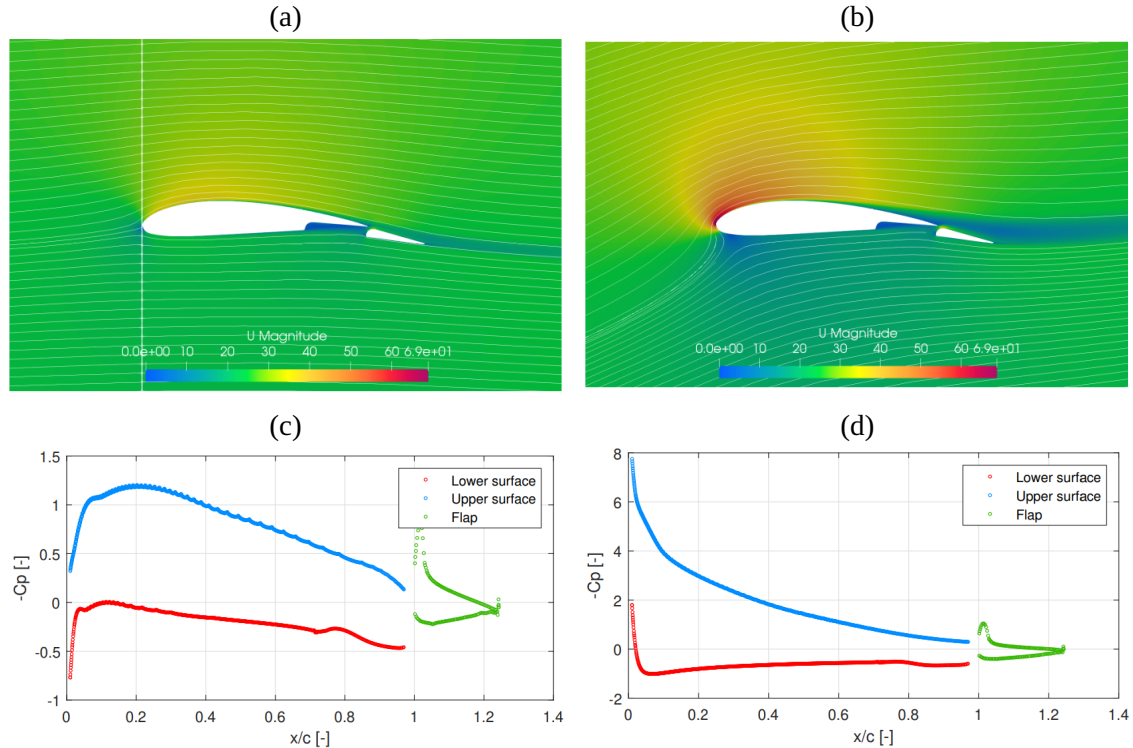 (a)
(b)
U Magnitude
0.0e+00 10 20 30 40 50 60 6.9e+01
U Magnitude
0.0e+00 10 20 30 40 50 60 6.9e+01
(c)
(d)
1.5
1
0.5
0
-0.5
-1
-Cp [-]
Lower surface
Upper surface
Flap
0 0.2 0.4 0.6 0.8 1 1.2 1.4
x/c [-]
8
6
4
2
0
-2
-Cp [-]
Lower surface
Upper surface
Flap
0 0.2 0.4 0.6 0.8 1 1.2 1.4
x/c [-]